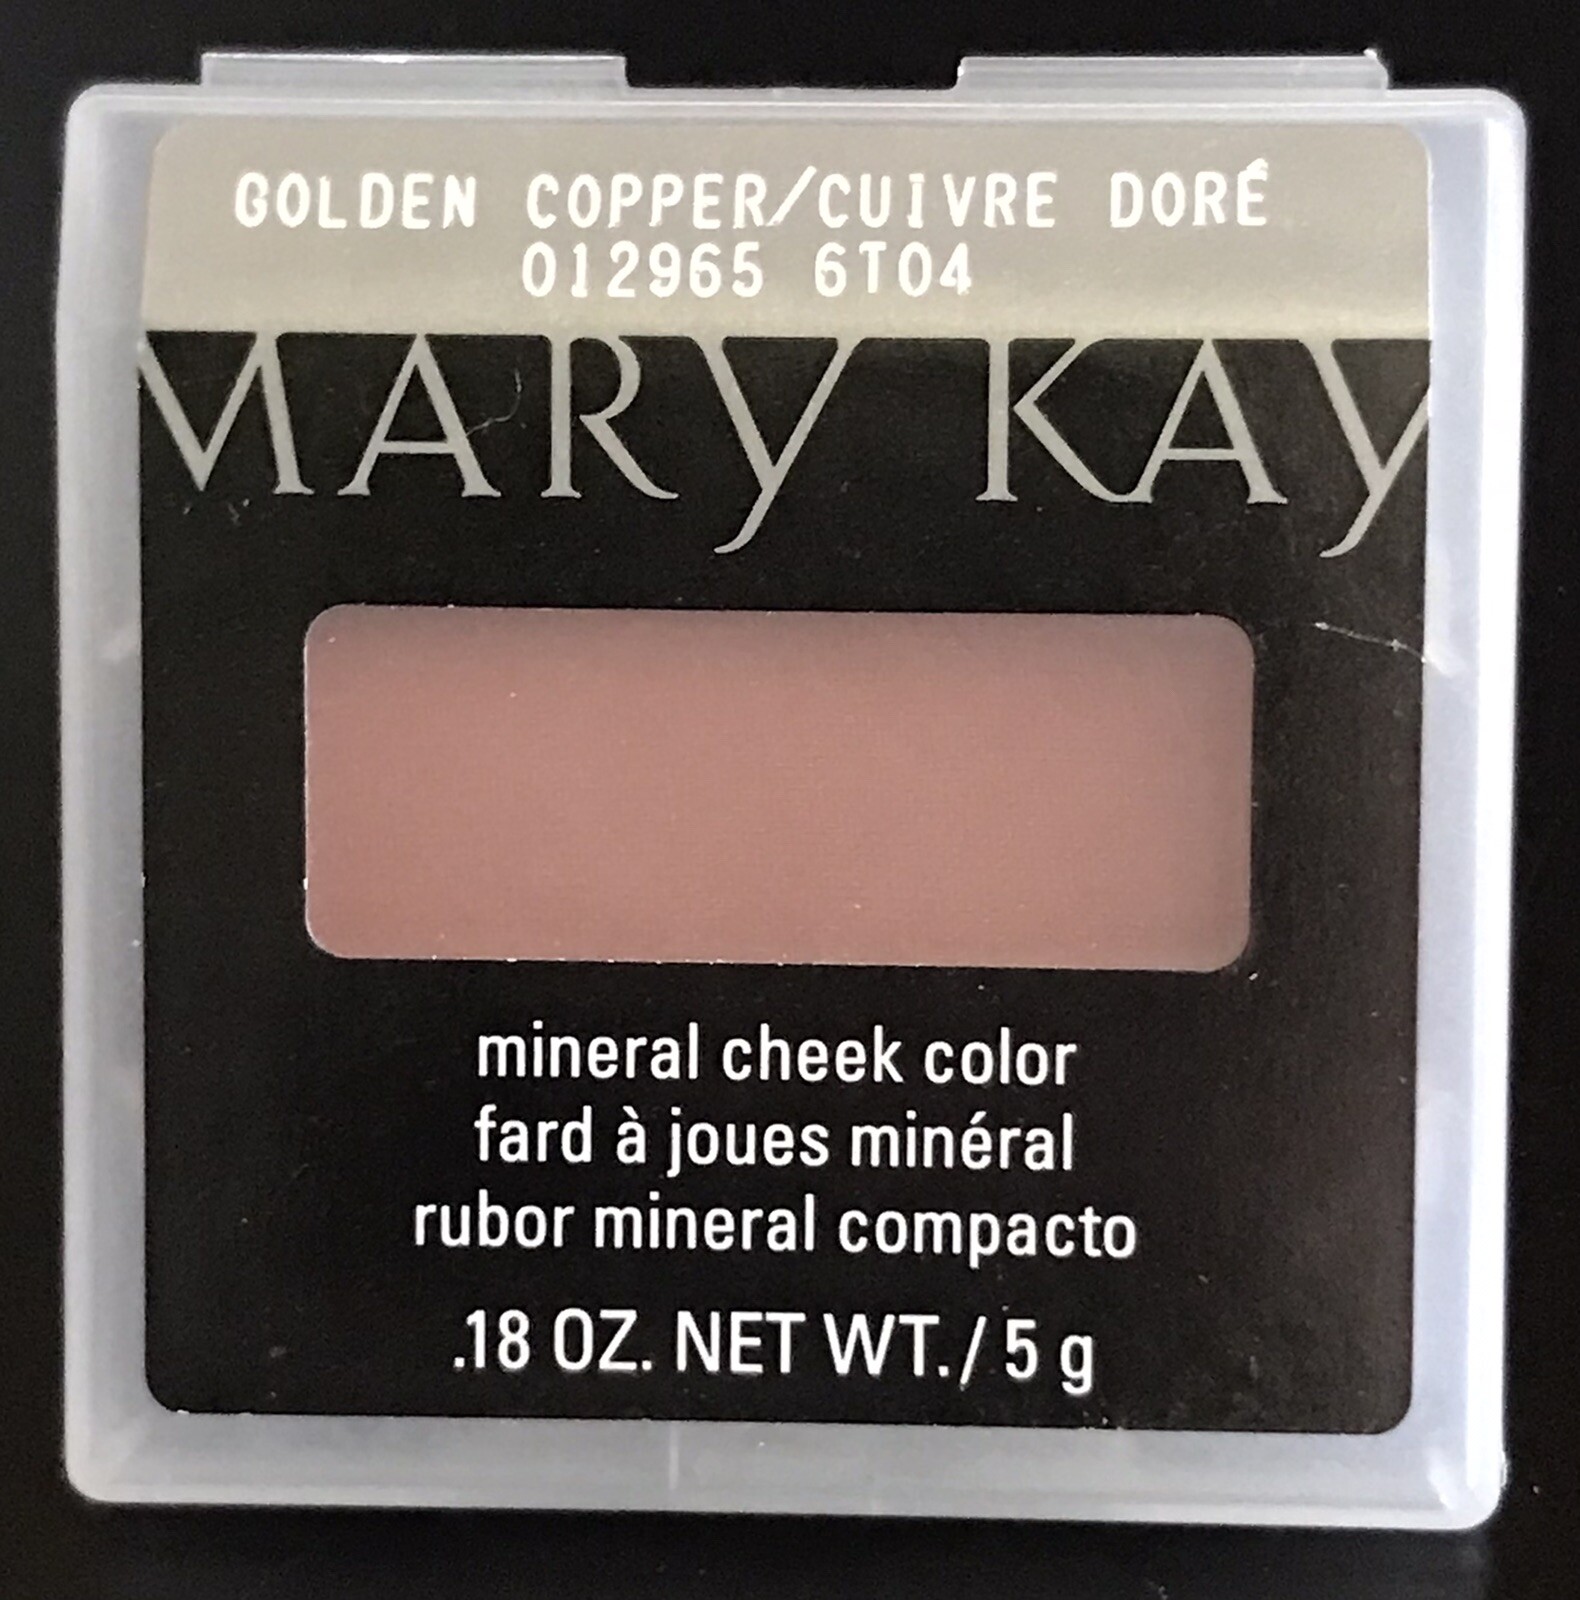 GOLDEN COPPER/CUIVRE DORÉ
012965 6T04
MARY KAY
mineral cheek color
fard à joues minéral
rubor mineral compacto
.18 OZ. NET WT./ 5 g